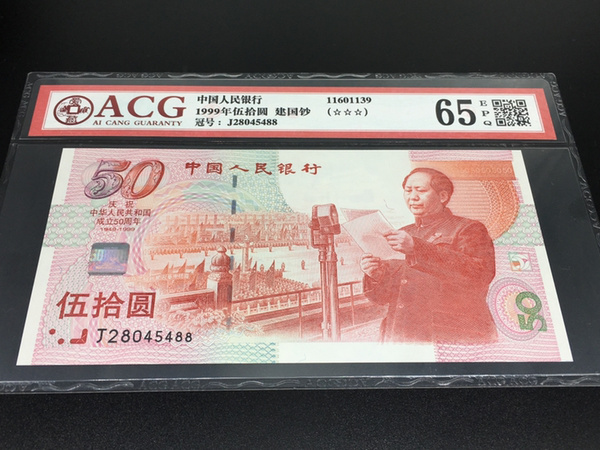 ACG
AI CANG GUARANTY
中国人民银行 11601139
1999年伍拾圆 建国钞 (☆☆☆)
冠号: J28045488
65 EPQ
50
中国人民银行
庆祝
中华人民共和国
成立50周年
1949-1999
伍拾圆
J28045488
50